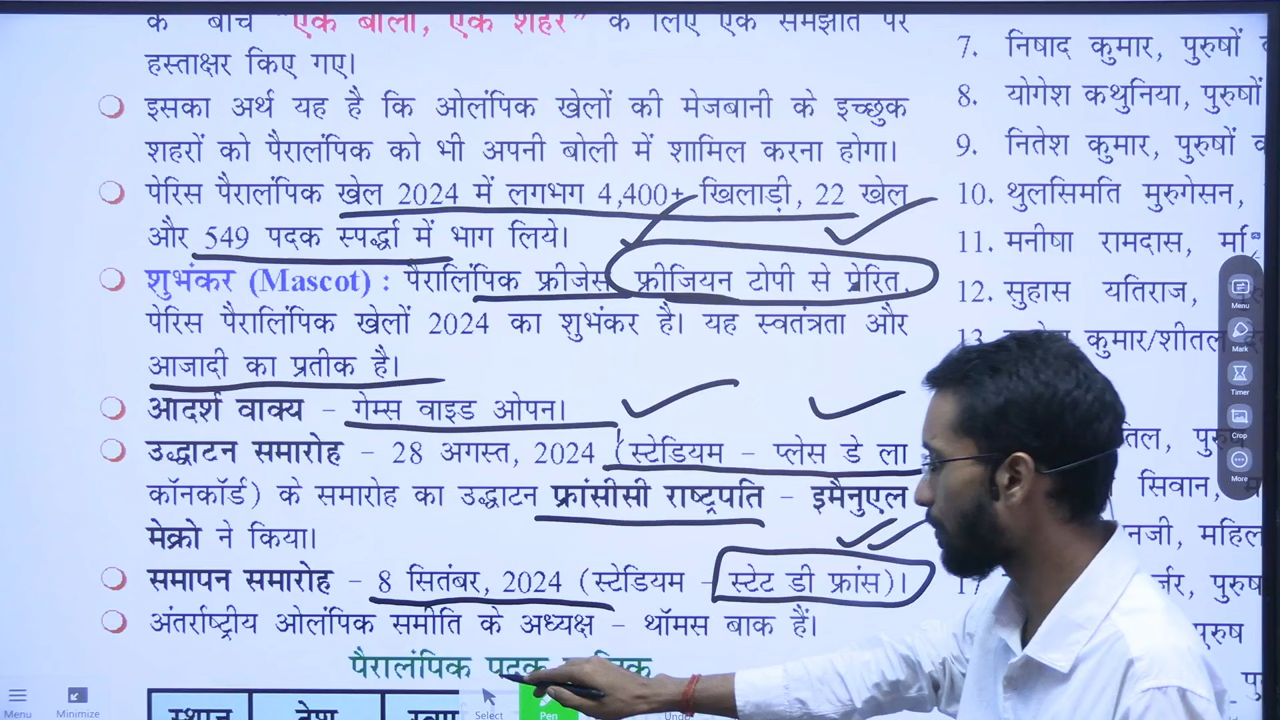 के बीच "एक बोली, एक शहर" के लिए एक समझौते पर
हस्ताक्षर किए गए।
इसका अर्थ यह है कि ओलंपिक खेलों की मेजबानी के इच्छुक
शहरों को पैरालंपिक को भी अपनी बोली में शामिल करना होगा।
पेरिस पैरालंपिक खेल 2024 में लगभग 4,400+ खिलाड़ी, 22 खेल
और 549 पदक स्पर्द्धा में भाग लिये।
शुभंकर (Mascot) : पैरालिंपिक फ्रीजेस फ्रीजियन टोपी से प्रेरित,
पेरिस पैरालिंपिक खेलों 2024 का शुभंकर है। यह स्वतंत्रता और
आजादी का प्रतीक है।
आदर्श वाक्य – गेम्स वाइड ओपन।
उद्घाटन समारोह – 28 अगस्त, 2024 (स्टेडियम – प्लेस डे ला
कॉनकॉर्ड) के समारोह का उद्घाटन फ्रांसीसी राष्ट्रपति – इमैनुएल
मेक्रो ने किया।
समापन समारोह – 8 सितंबर, 2024 (स्टेडियम – स्टेट डी फ्रांस)।
अंतर्राष्ट्रीय ओलंपिक समीति के अध्यक्ष – थॉमस बाक हैं।
पैरालंपिक पदक
स्थान देश
7. निषाद कुमार, पुरुषों
8. योगेश कथुनिया, पुरुषों
9. नितेश कुमार, पुरुषों
10. थुलसिमति मुरुगेसन,
11. मनीषा रामदास,
12. सुहास यतिराज,
13. कुमार/शीतल
सिवान,
पुरुष
Menu
Mark
Timer
Crop
More
Menu Minimize Select Pen Undo